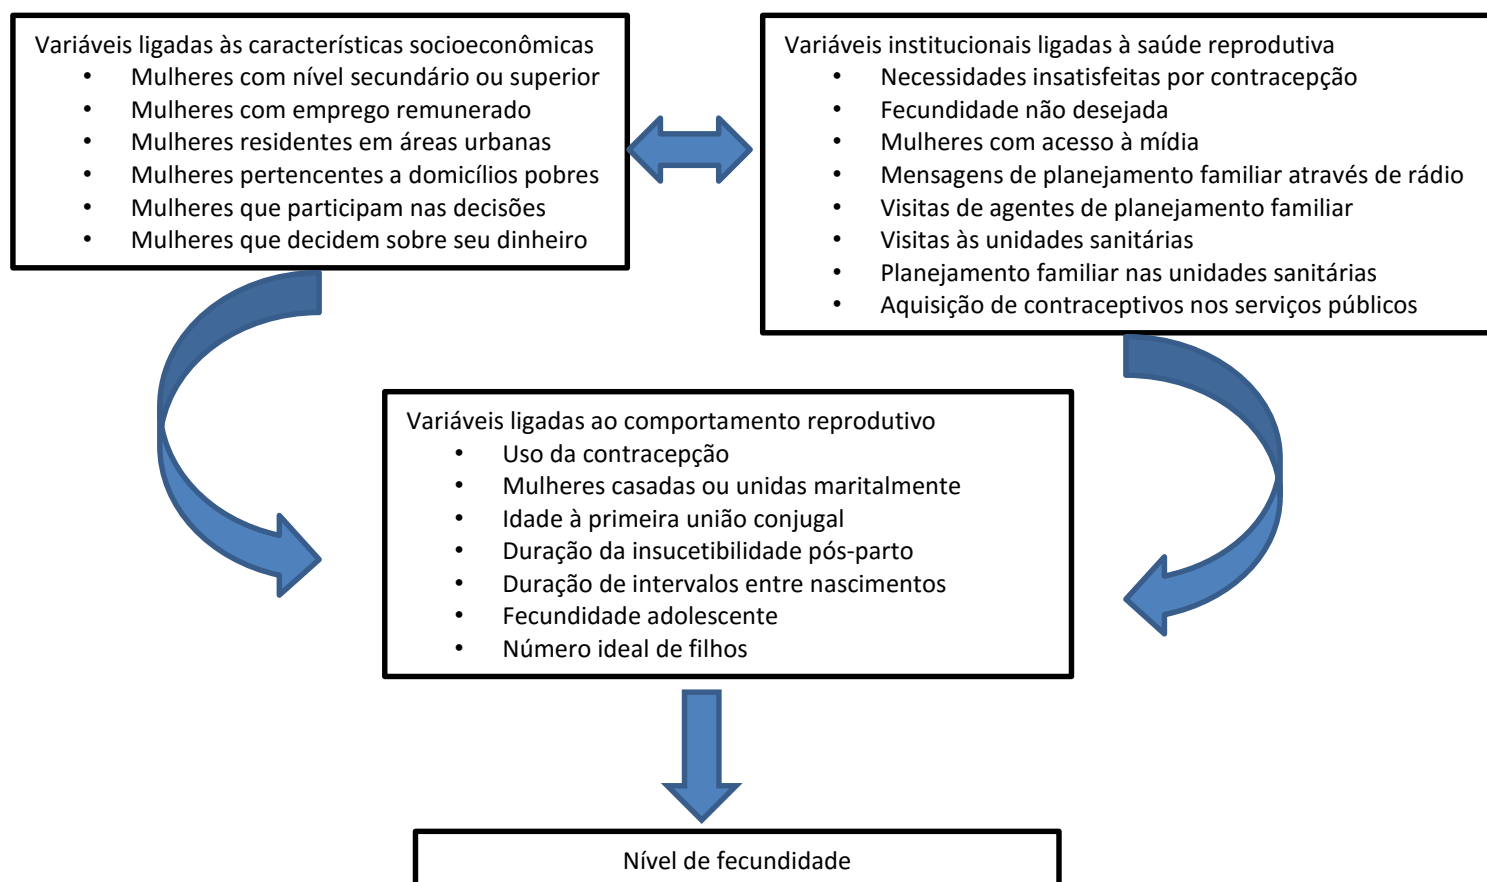 Variáveis ligadas às características socioeconômicas
• Mulheres com nível secundário ou superior
• Mulheres com emprego remunerado
• Mulheres residentes em áreas urbanas
• Mulheres pertencentes a domicílios pobres
• Mulheres que participam nas decisões
• Mulheres que decidem sobre seu dinheiro
Variáveis institucionais ligadas à saúde reprodutiva
• Necessidades insatisfeitas por contracepção
• Fecundidade não desejada
• Mulheres com acesso à mídia
• Mensagens de planejamento familiar através de rádio
• Visitas de agentes de planejamento familiar
• Visitas às unidades sanitárias
• Planejamento familiar nas unidades sanitárias
• Aquisição de contraceptivos nos serviços públicos
Variáveis ligadas ao comportamento reprodutivo
• Uso da contracepção
• Mulheres casadas ou unidas maritalmente
• Idade à primeira união conjugal
• Duração da insucetibilidade pós-parto
• Duração de intervalos entre nascimentos
• Fecundidade adolescente
• Número ideal de filhos
Nível de fecundidade